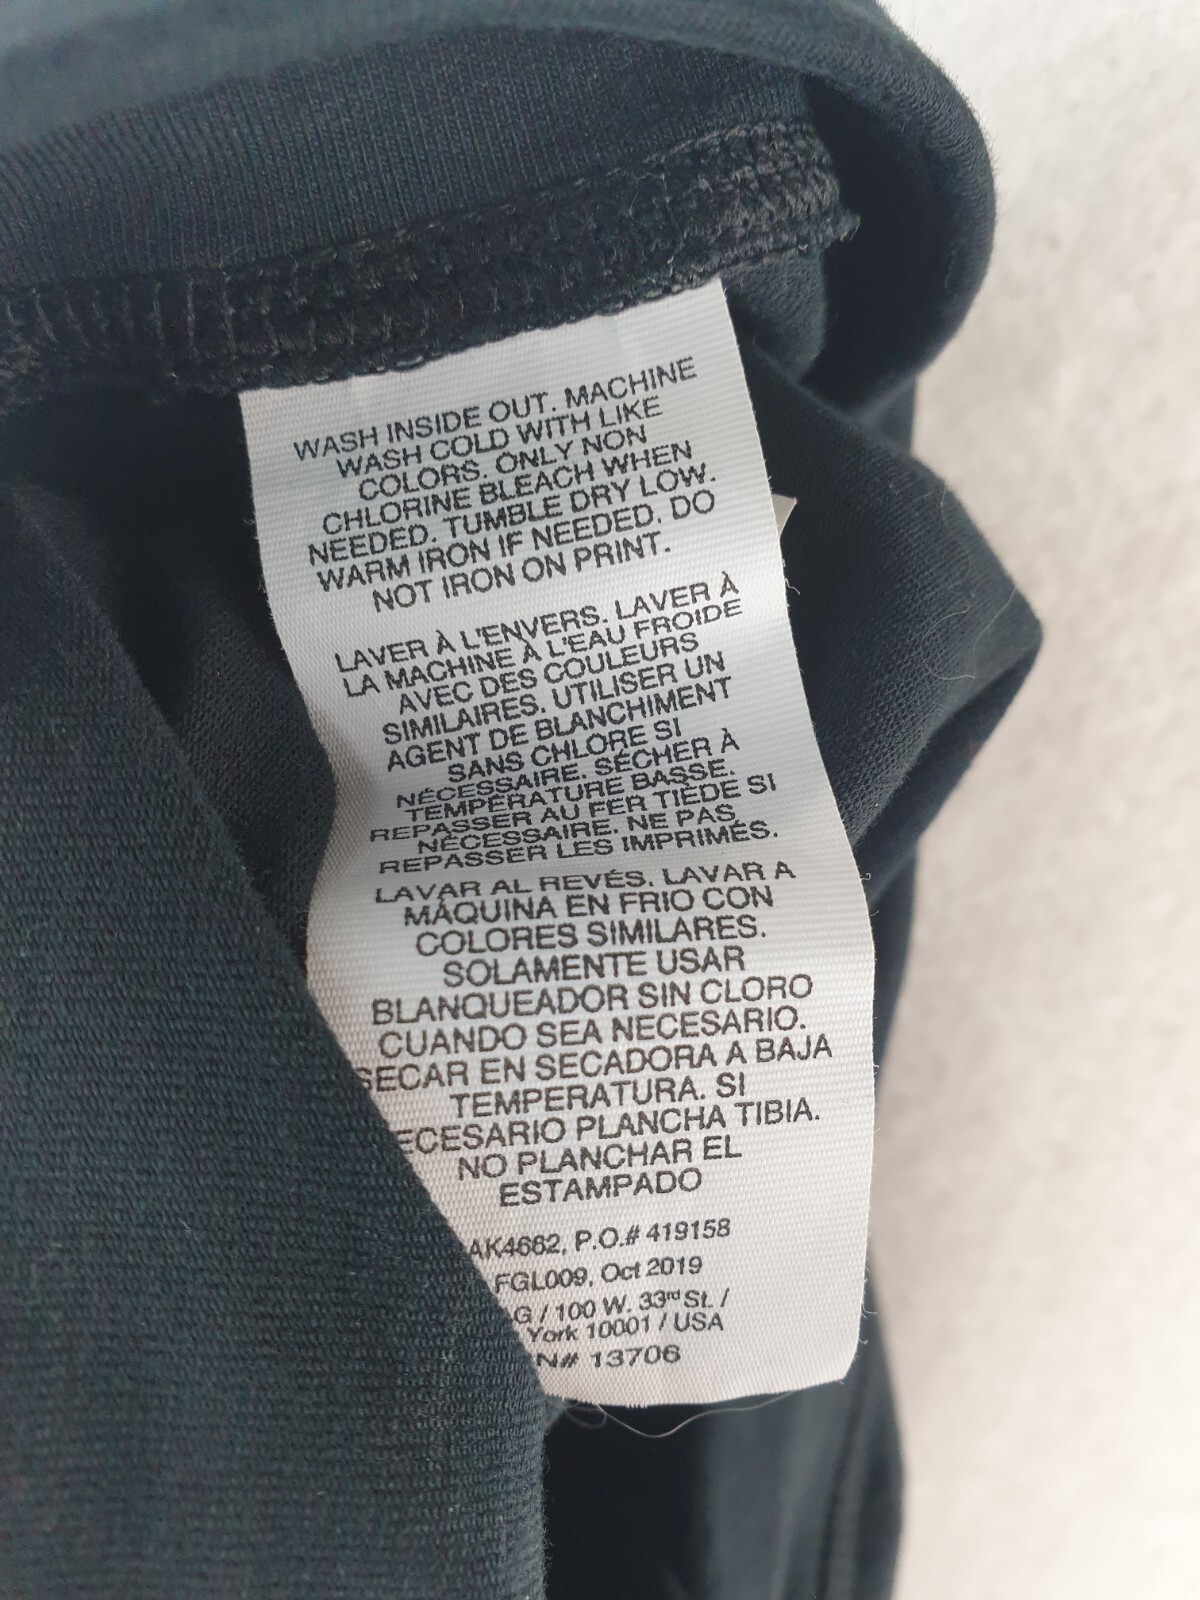 WASH INSIDE OUT. MACHINE
WASH COLD WITH LIKE
COLORS. ONLY NON
CHLORINE BLEACH WHEN
NEEDED. TUMBLE DRY LOW.
WARM IRON IF NEEDED. DO
NOT IRON ON PRINT.
LAVER À L'ENVERS. LAVER À
LA MACHINE À L'EAU FROIDE
AVEC DES COULEURS
SIMILAIRES. UTILISER UN
AGENT DE BLANCHIMENT
SANS CHLORE SI
NÉCESSAIRE. SÉCHER À
TEMPÉRATURE BASSE.
REPASSER AU FER TIÈDE SI
NÉCESSAIRE. NE PAS
REPASSER LES IMPRIMÉS.
LAVAR AL REVÉS. LAVAR A
MÁQUINA EN FRIO CON
COLORES SIMILARES.
SOLAMENTE USAR
BLANQUEADOR SIN CLORO
CUANDO SEA NECESARIO.
SECAR EN SECADORA A BAJA
TEMPERATURA. SI
ECESARIO PLANCHA TIBIA.
NO PLANCHAR EL
ESTAMPADO
AK4662, P.O.# 419158
FGL009, Oct 2019
G / 100 W. 33rd St. /
York 10001 / USA
N# 13706